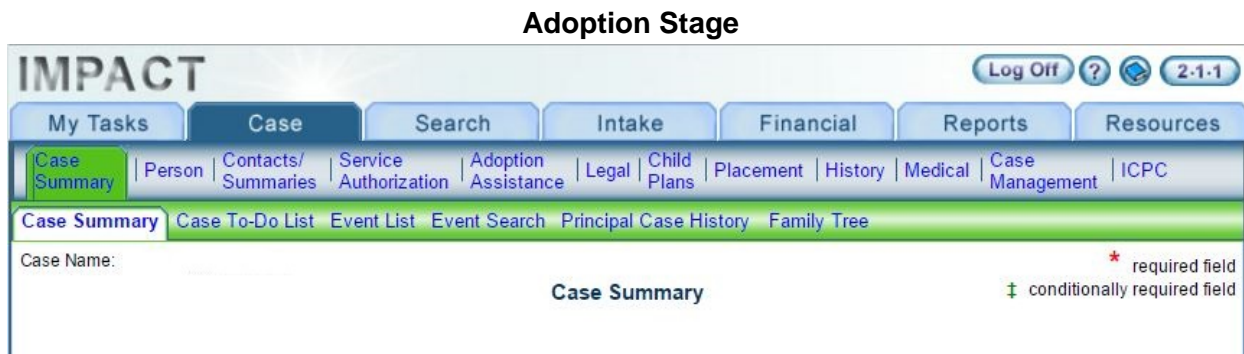 Adoption Stage
IMPACT
Log Off ? 2-1-1
My Tasks Case Search Intake Financial Reports Resources
Case Summary | Person | Contacts/ Summaries | Service Authorization | Adoption Assistance | Legal | Child Plans | Placement | History | Medical | Case Management | ICPC
Case Summary Case To-Do List Event List Event Search Principal Case History Family Tree
Case Name:
* required field
Case Summary
‡ conditionally required field